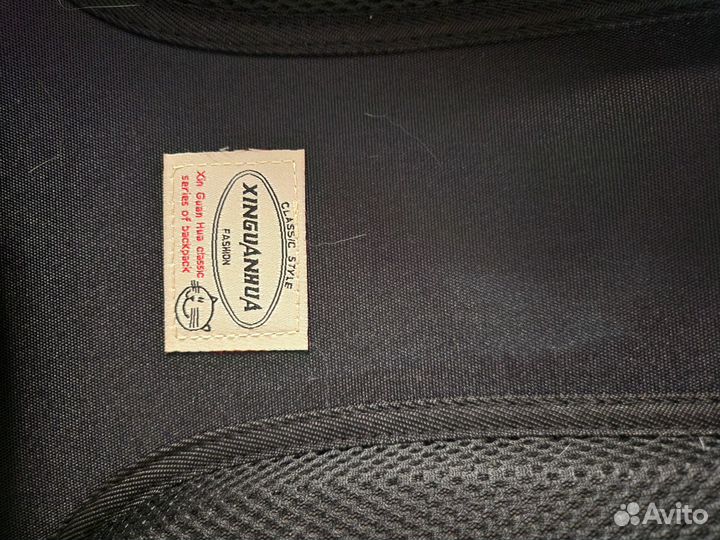 CLASSIC STYLE
XINGUANHUA
FASHION
Xin Guan Hua classic
series of backpack
Avito